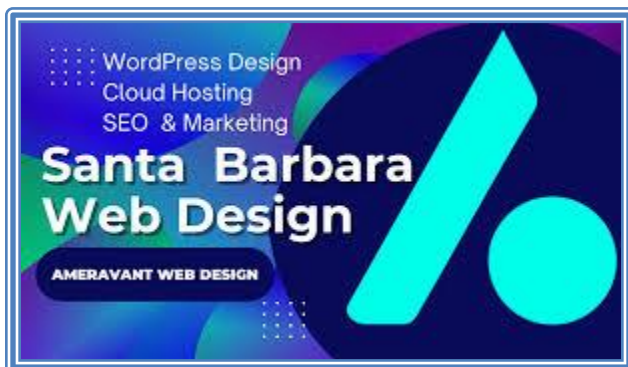 WordPress Design
Cloud Hosting
SEO & Marketing
Santa Barbara
Web Design
AMERAVANT WEB DESIGN